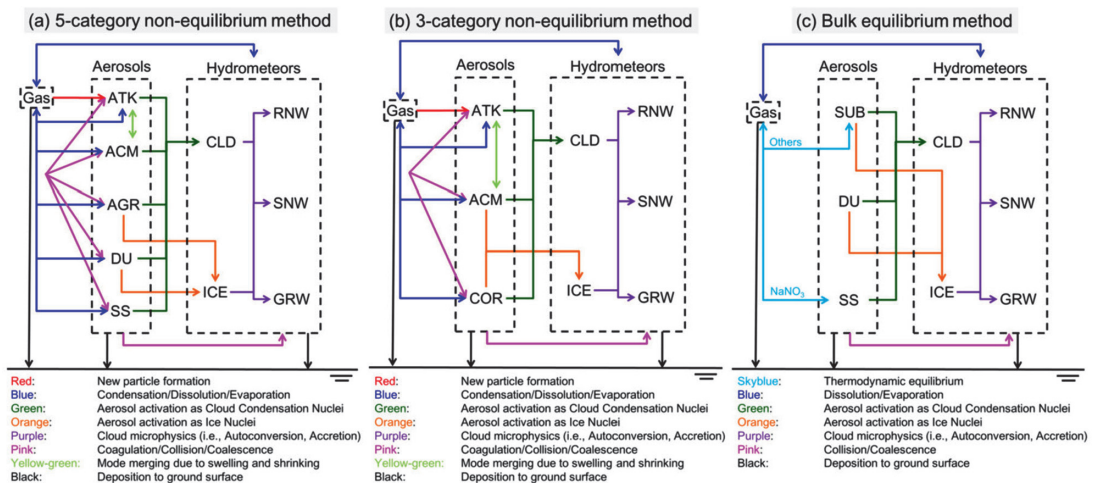 (a) 5-category non-equilibrium method
Aerosols
Hydrometeors
Gas
ATK
ACM
AGR
DU
SS
CLD
ICE
RNW
SNW
GRW
Red: New particle formation
Blue: Condensation/Dissolution/Evaporation
Green: Aerosol activation as Cloud Condensation Nuclei
Orange: Aerosol activation as Ice Nuclei
Purple: Cloud microphysics (i.e., Autoconversion, Accretion)
Pink: Coagulation/Collision/Coalescence
Yellow-green: Mode merging due to swelling and shrinking
Black: Deposition to ground surface
(b) 3-category non-equilibrium method
Aerosols
Hydrometeors
Gas
ATK
ACM
COR
CLD
ICE
RNW
SNW
GRW
Red: New particle formation
Blue: Condensation/Dissolution/Evaporation
Green: Aerosol activation as Cloud Condensation Nuclei
Orange: Aerosol activation as Ice Nuclei
Purple: Cloud microphysics (i.e., Autoconversion, Accretion)
Pink: Coagulation/Collision/Coalescence
Yellow-green: Mode merging due to swelling and shrinking
Black: Deposition to ground surface
(c) Bulk equilibrium method
Aerosols
Hydrometeors
Gas
Others
NaNO₃
SUB
DU
SS
CLD
ICE
RNW
SNW
GRW
Skyblue: Thermodynamic equilibrium
Blue: Dissolution/Evaporation
Green: Aerosol activation as Cloud Condensation Nuclei
Orange: Aerosol activation as Ice Nuclei
Purple: Cloud microphysics (i.e., Autoconversion, Accretion)
Pink: Collision/Coalescence
Black: Deposition to ground surface